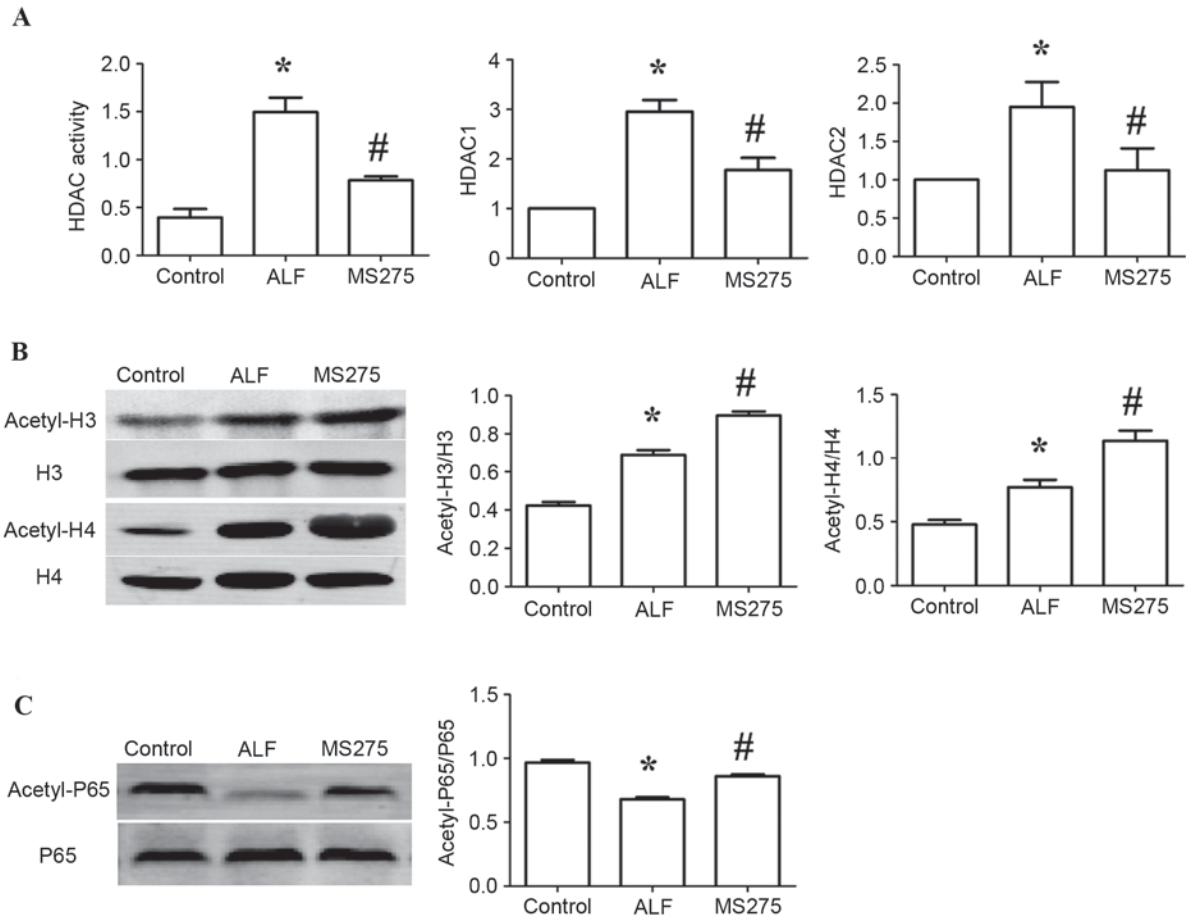 A
HDAC activity
2.0
1.5
1.0
0.5
0.0
*
#
Control ALF MS275
HDAC1
4
3
2
1
0
*
#
Control ALF MS275
HDAC2
2.5
2.0
1.5
1.0
0.5
0.0
*
#
Control ALF MS275
B
Control ALF MS275
Acetyl-H3
H3
Acetyl-H4
H4
Acetyl-H3/H3
1.0
0.8
0.6
0.4
0.2
0.0
*
#
Control ALF MS275
Acetyl-H4/H4
1.5
1.0
0.5
0.0
*
#
Control ALF MS275
C
Control ALF MS275
Acetyl-P65
P65
Acetyl-P65/P65
1.5
1.0
0.5
0.0
*
#
Control ALF MS275